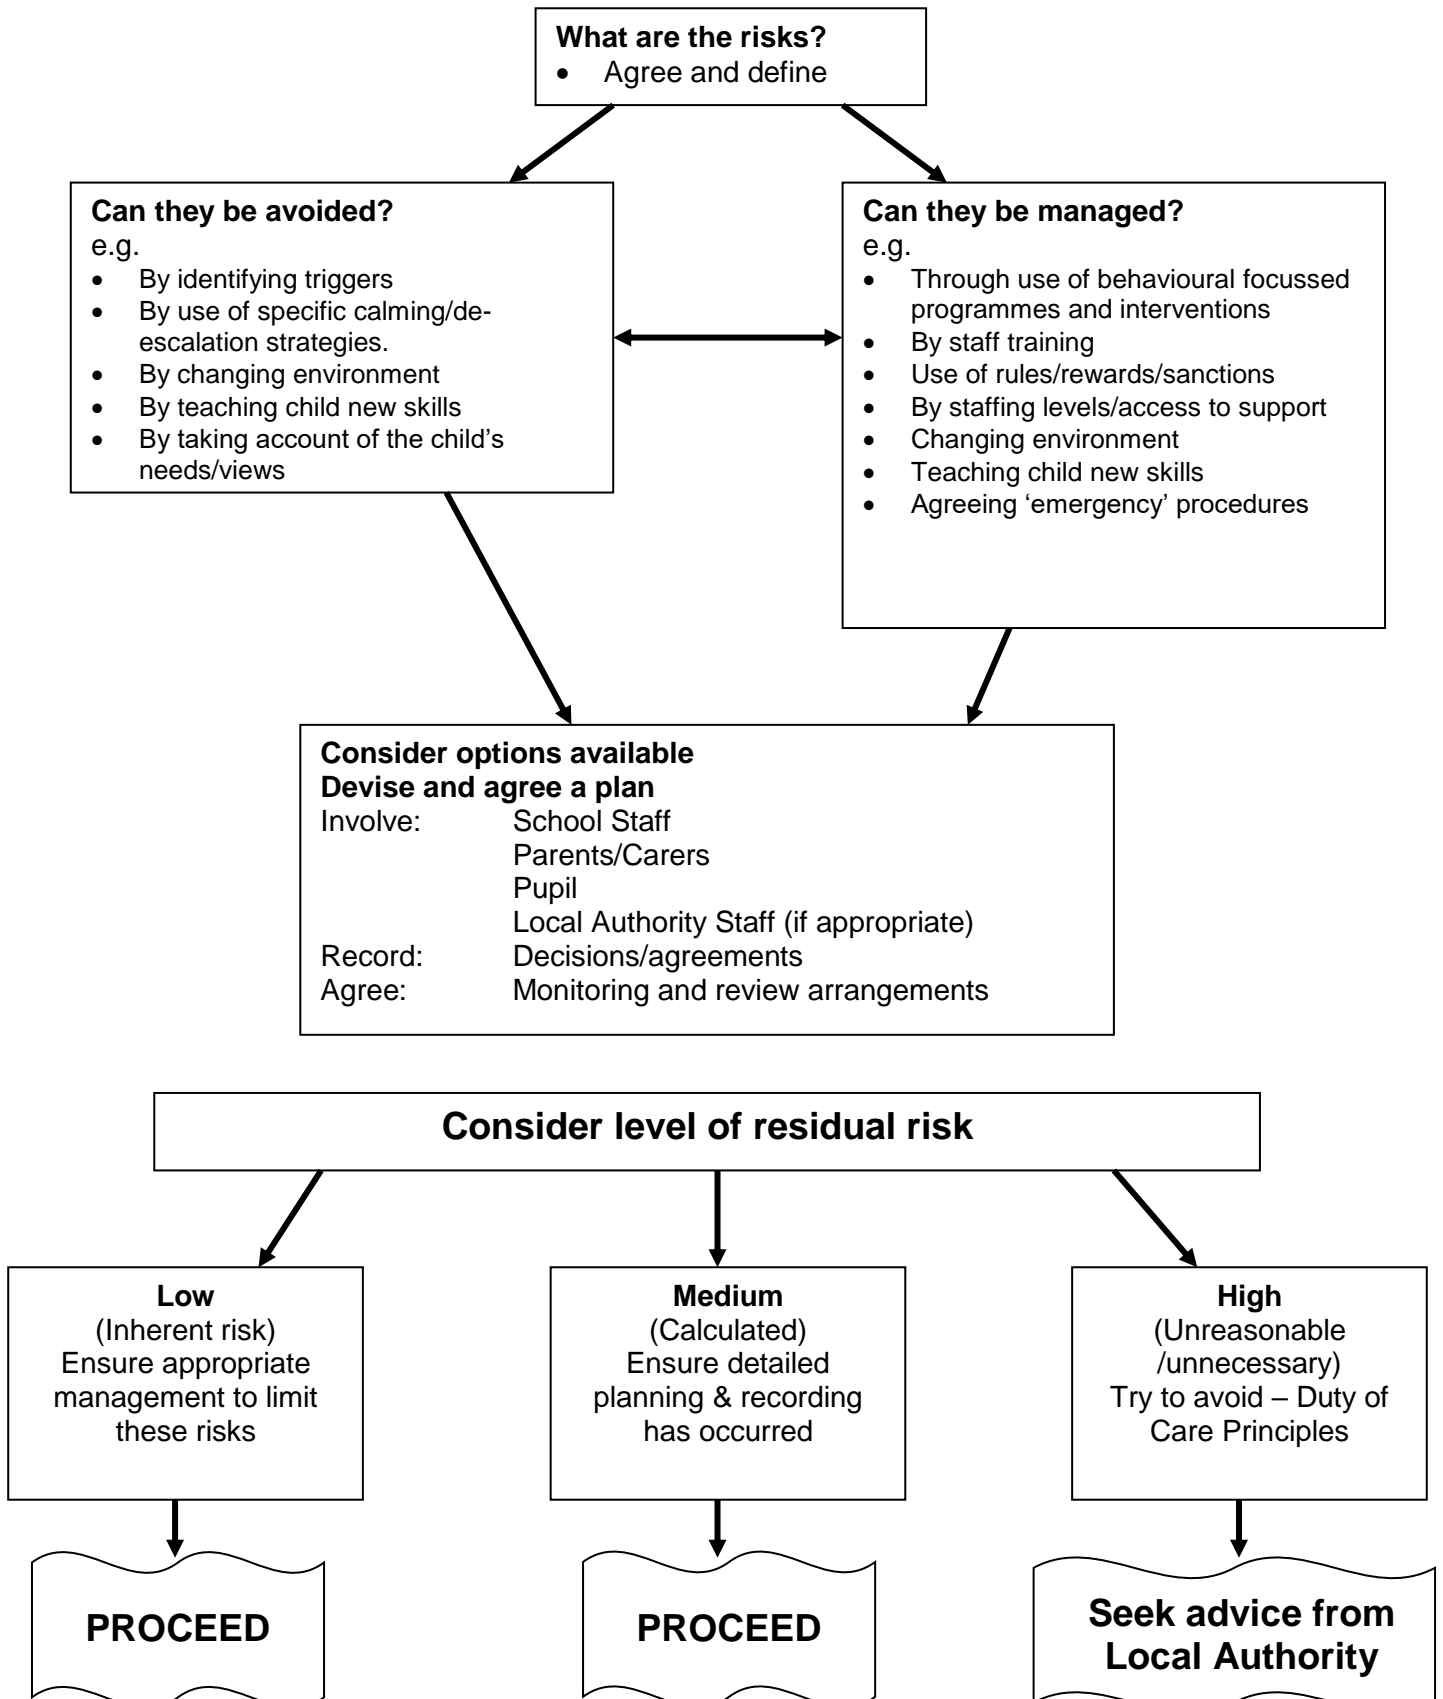 What are the risks?
• Agree and define
Can they be avoided?
e.g.
• By identifying triggers
• By use of specific calming/de-
escalation strategies.
• By changing environment
• By teaching child new skills
• By taking account of the child’s
needs/views
Can they be managed?
e.g.
• Through use of behavioural focussed
programmes and interventions
• By staff training
• Use of rules/rewards/sanctions
• By staffing levels/access to support
• Changing environment
• Teaching child new skills
• Agreeing ‘emergency’ procedures
Consider options available
Devise and agree a plan
Involve: School Staff
Parents/Carers
Pupil
Local Authority Staff (if appropriate)
Record: Decisions/agreements
Agree: Monitoring and review arrangements
Consider level of residual risk
Low
(Inherent risk)
Ensure appropriate
management to limit
these risks
Medium
(Calculated)
Ensure detailed
planning & recording
has occurred
High
(Unreasonable
/unnecessary)
Try to avoid – Duty of
Care Principles
PROCEED
PROCEED
Seek advice from
Local Authority